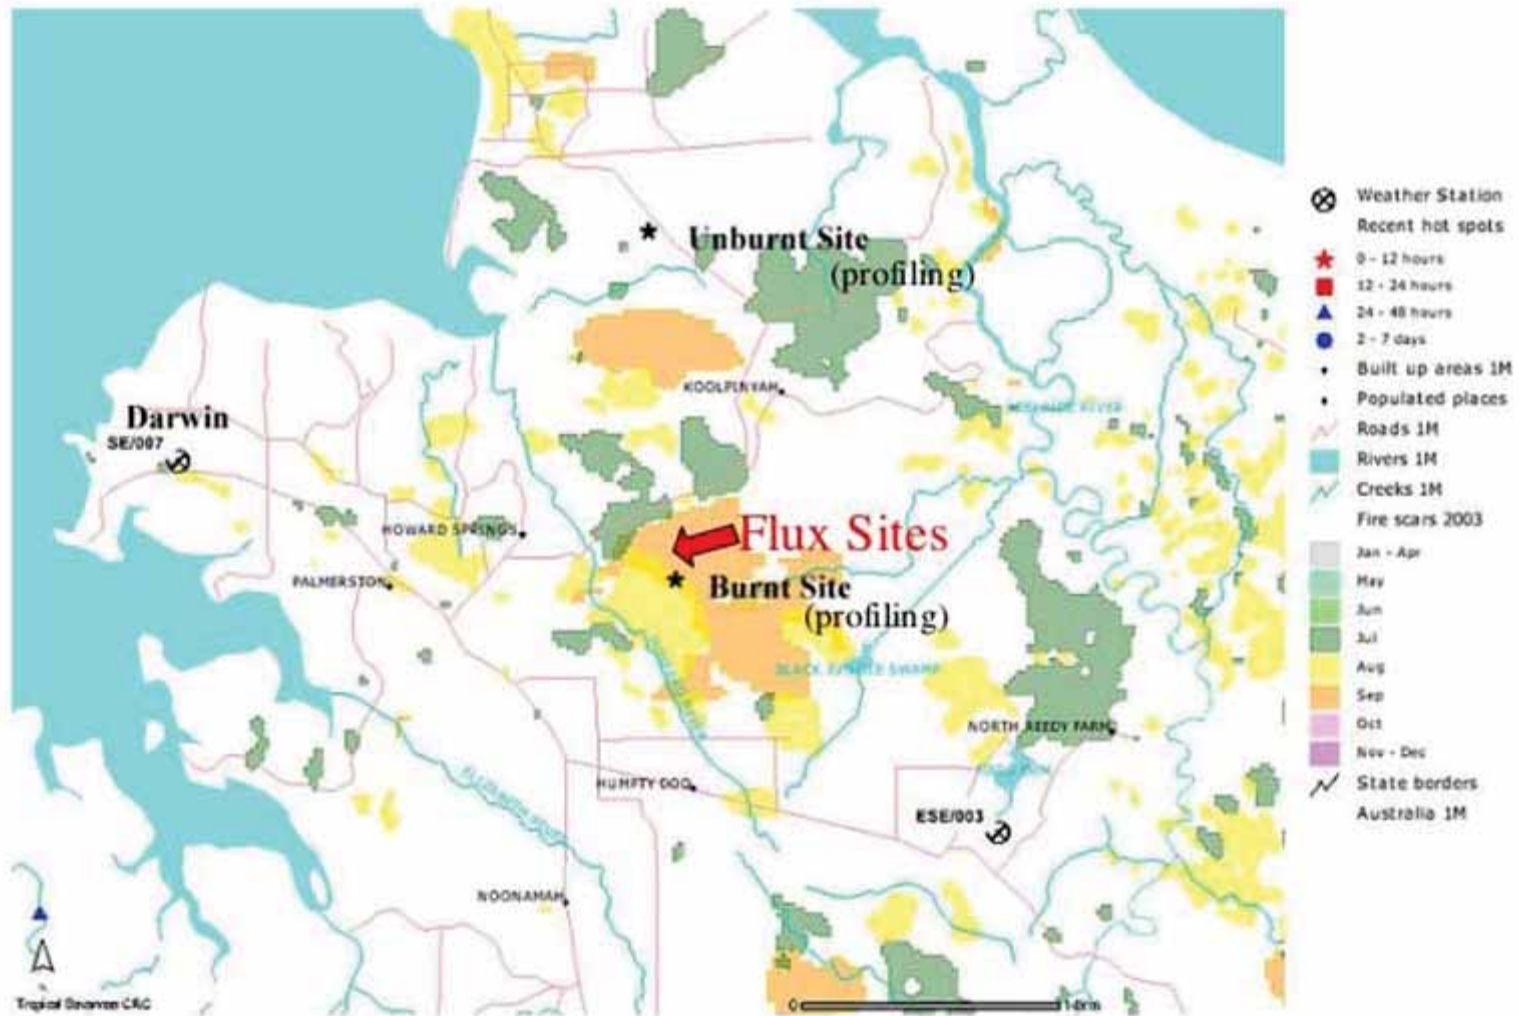 Unburnt Site
(profiling)
KOOLPINYAH
Darwin
SE/007
ADELAIDE RIVER
HOWARD SPRINGS
Flux Sites
PALMERSTON
Burnt Site
(profiling)
NORTH REEDY FARM
HUMPTY DOO
ESE/003
NOONAMAH
Tropical Savannas CRC
0
Weather Station
Recent hot spots
0 - 12 hours
12 - 24 hours
24 - 48 hours
2 - 7 days
Built up areas 1M
Populated places
Roads 1M
Rivers 1M
Creeks 1M
Fire scars 2003
Jan - Apr
May
Jun
Jul
Aug
Sep
Oct
Nov - Dec
State borders
Australia 1M